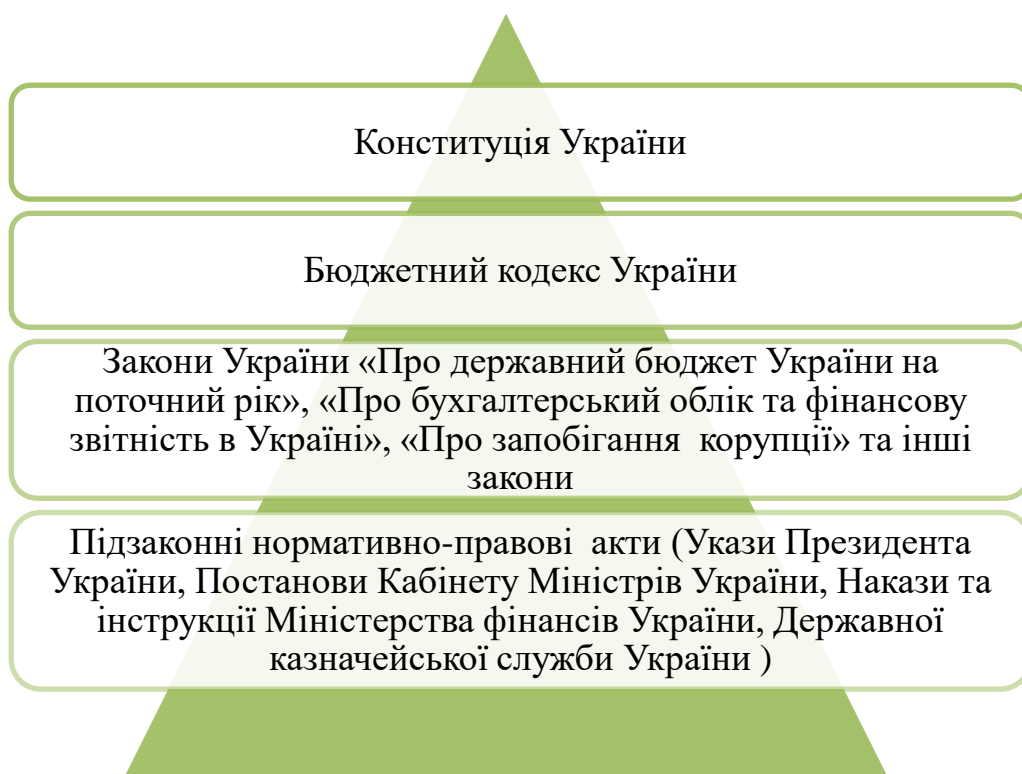 Конституція України
Бюджетний кодекс України
Закони України «Про державний бюджет України на
поточний рік», «Про бухгалтерський облік та фінансову
звітність в Україні», «Про запобігання  корупції» та інші
закони
Підзаконні нормативно-правові  акти (Укази Президента
України, Постанови Кабінету Міністрів України, Накази та
інструкції Міністерства фінансів України, Державної
казначейської служби України )